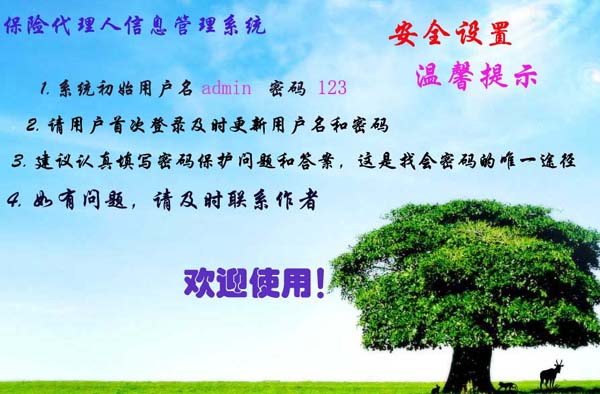 保险代理人信息管理系统
安全设置
温馨提示
1. 系统初始用户名 admin 密码 123
2. 请用户首次登录及时更新用户名和密码
3. 建议认真填写密码保护问题和答案，这是找会密码的唯一途径
4. 如有问题，请及时联系作者
欢迎使用！